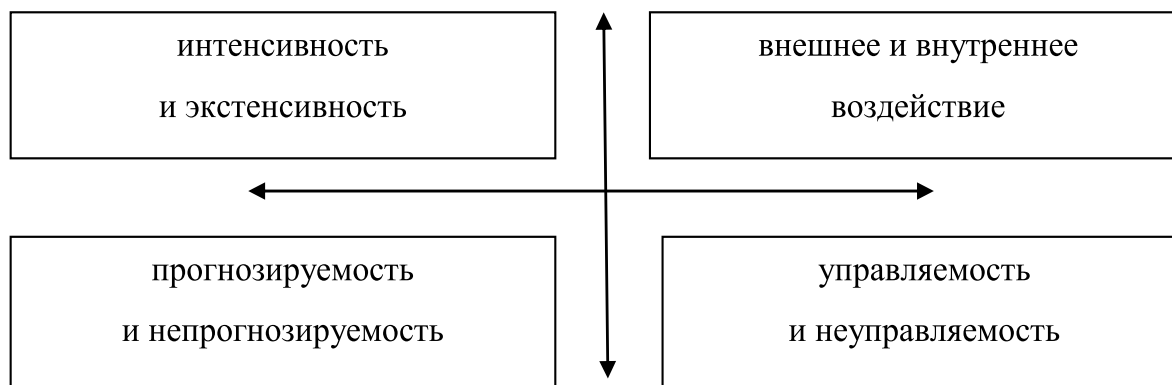 интенсивность
и экстенсивность
внешнее и внутреннее
воздействие
прогнозируемость
и непрогнозируемость
управляемость
и неуправляемость